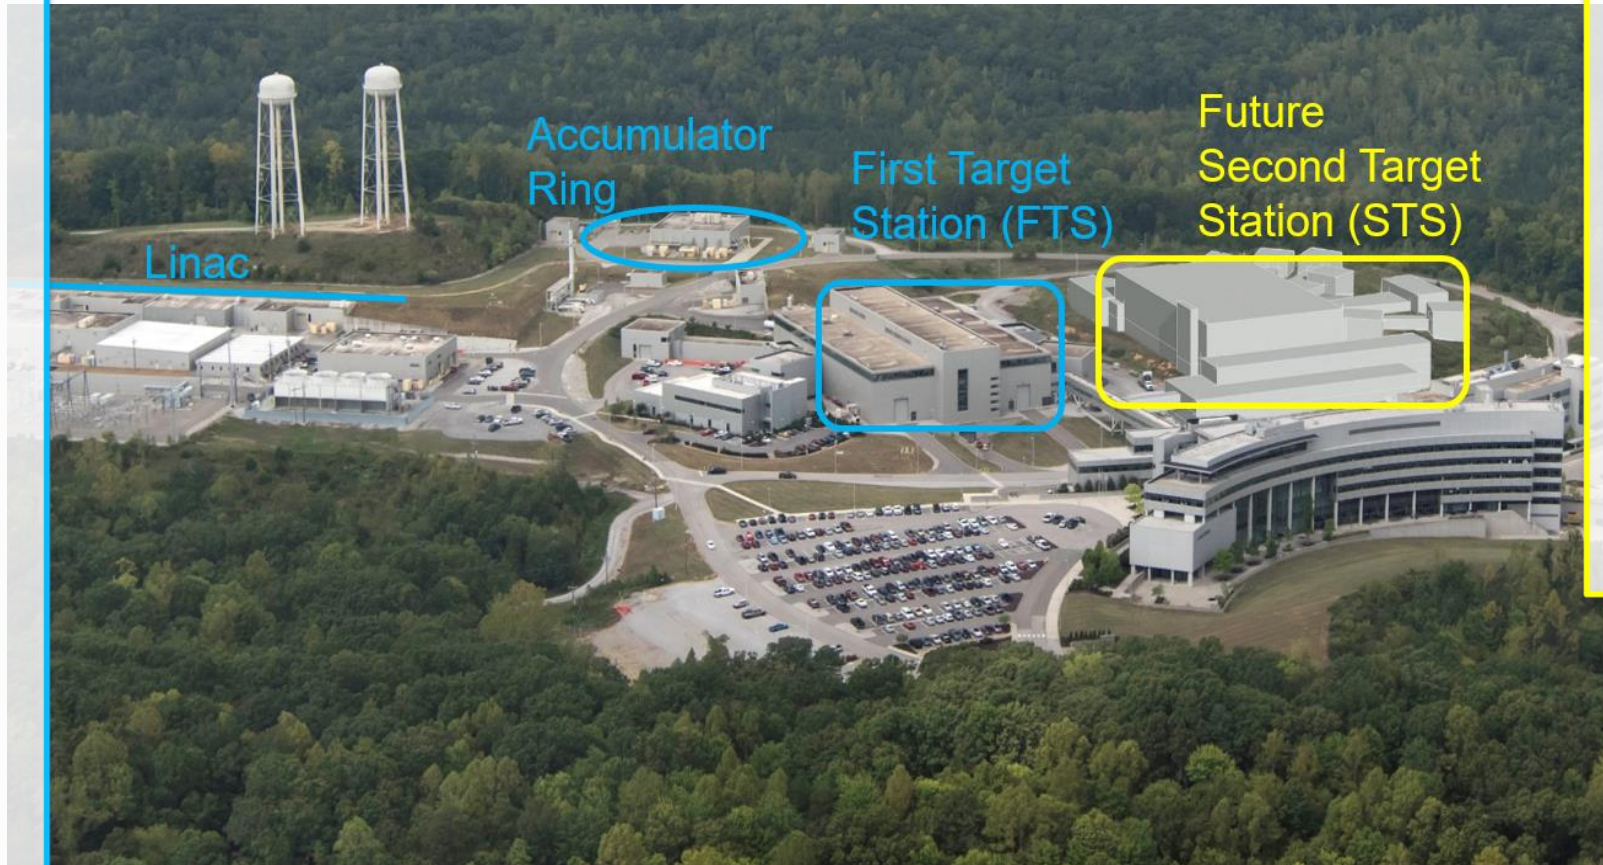 Linac
Accumulator
Ring
First Target
Station (FTS)
Future
Second Target
Station (STS)